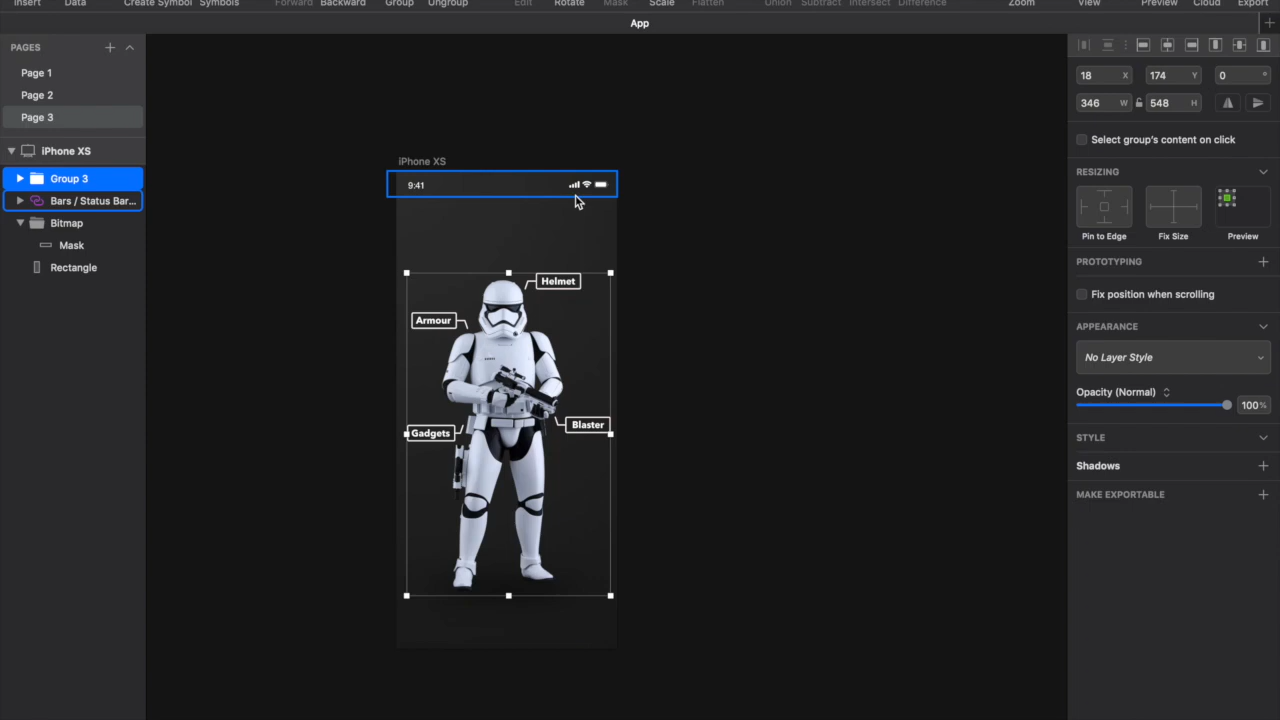 Insert Data Create Symbol Symbols Forward Backward Group Ungroup Edit Rotate Mask Scale Flatten Union Subtract Intersect Difference Zoom View Preview Cloud Export
App
PAGES
Page 1
Page 2
Page 3
iPhone XS
Group 3
Bars / Status Bar...
Bitmap
Mask
Rectangle
iPhone XS
9:41
Helmet
Armour
Blaster
Gadgets
18 X 174 Y 0 °
346 W 548 H
Select group's content on click
RESIZING
Pin to Edge Fix Size Preview
PROTOTYPING
Fix position when scrolling
APPEARANCE
No Layer Style
Opacity (Normal) 100%
STYLE
Shadows
MAKE EXPORTABLE